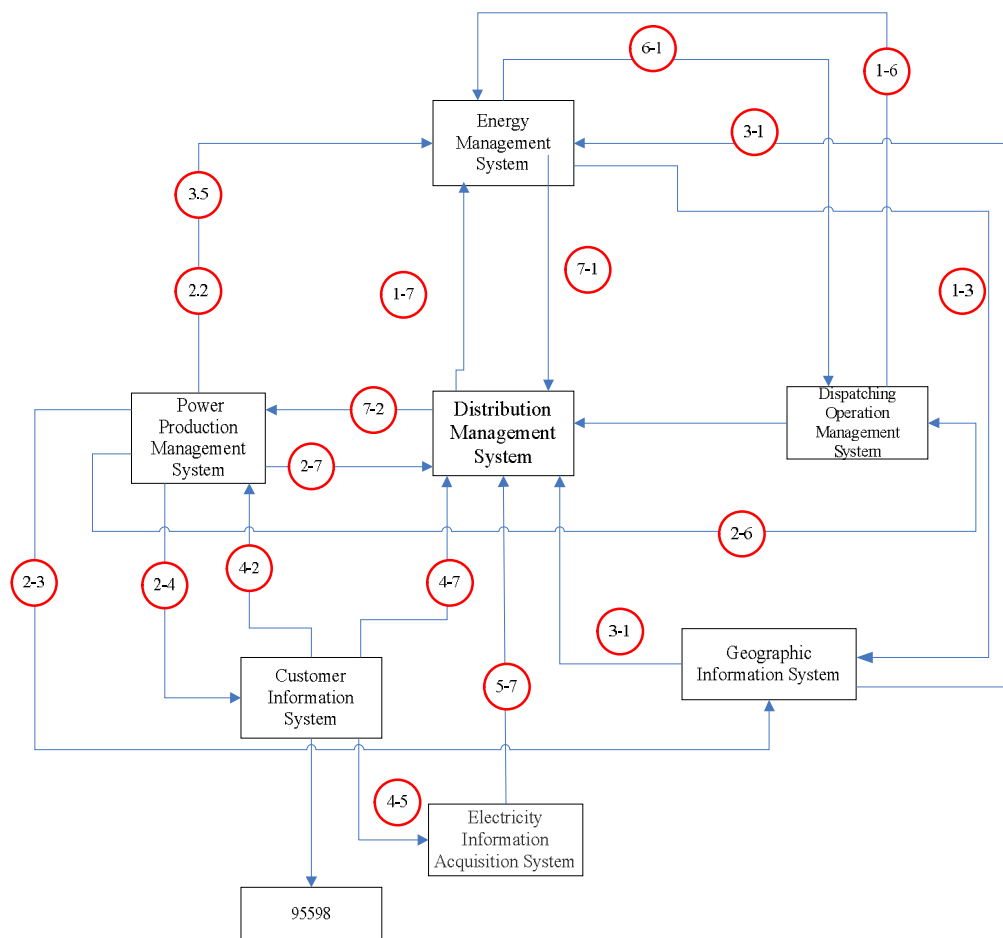 6-1
1-6
Energy
Management
System
3-1
3.5
7-1
1-7
2.2
1-3
Power
Production
Management
System
7-2
Distribution
Management
System
Dispatching
Operation
Management
System
2-7
2-6
2-3
2-4
4-2
4-7
3-1
Geographic
Information System
Customer
Information
System
5-7
4-5
Electricity
Information
Acquisition System
95598